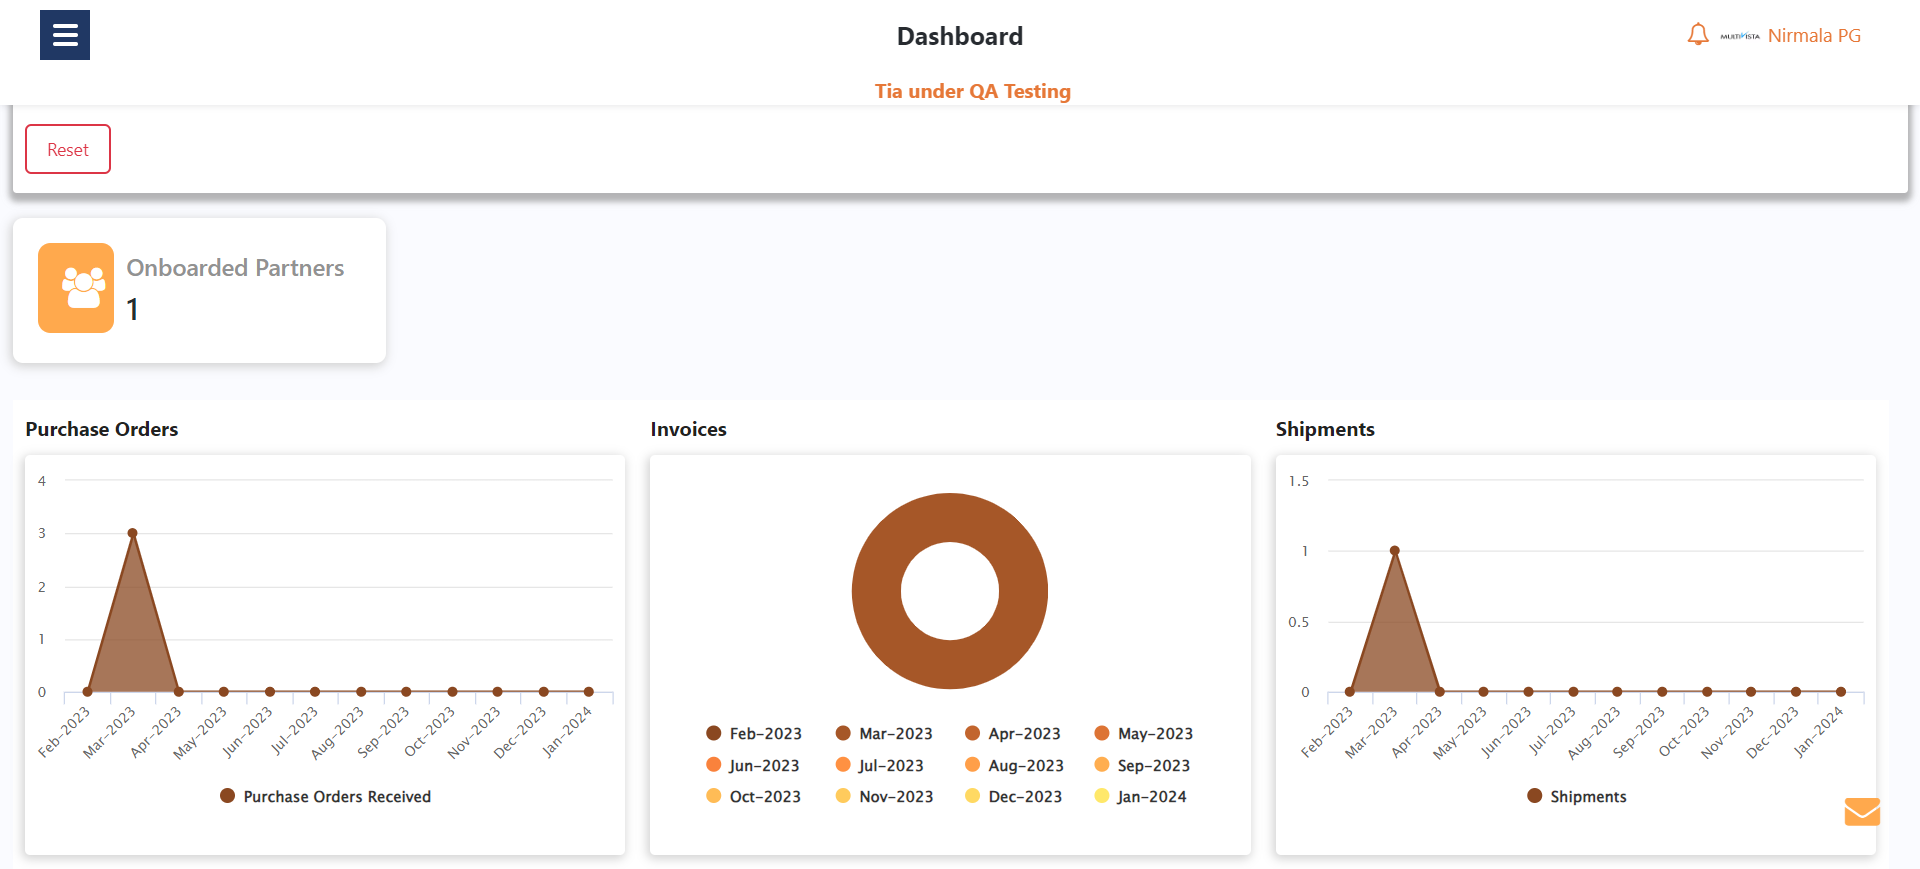 Dashboard
MULTIVISTA
Nirmala PG
Tia under QA Testing
Reset
Onboarded Partners
1
Purchase Orders
4
3
2
1
0
Feb-2023
Mar-2023
Apr-2023
May-2023
Jun-2023
Jul-2023
Aug-2023
Sep-2023
Oct-2023
Nov-2023
Dec-2023
Jan-2024
Purchase Orders Received
Invoices
Feb-2023 Mar-2023 Apr-2023 May-2023
Jun-2023 Jul-2023 Aug-2023 Sep-2023
Oct-2023 Nov-2023 Dec-2023 Jan-2024
Shipments
1.5
1
0.5
0
Feb-2023
Mar-2023
Apr-2023
May-2023
Jun-2023
Jul-2023
Aug-2023
Sep-2023
Oct-2023
Nov-2023
Dec-2023
Jan-2024
Shipments